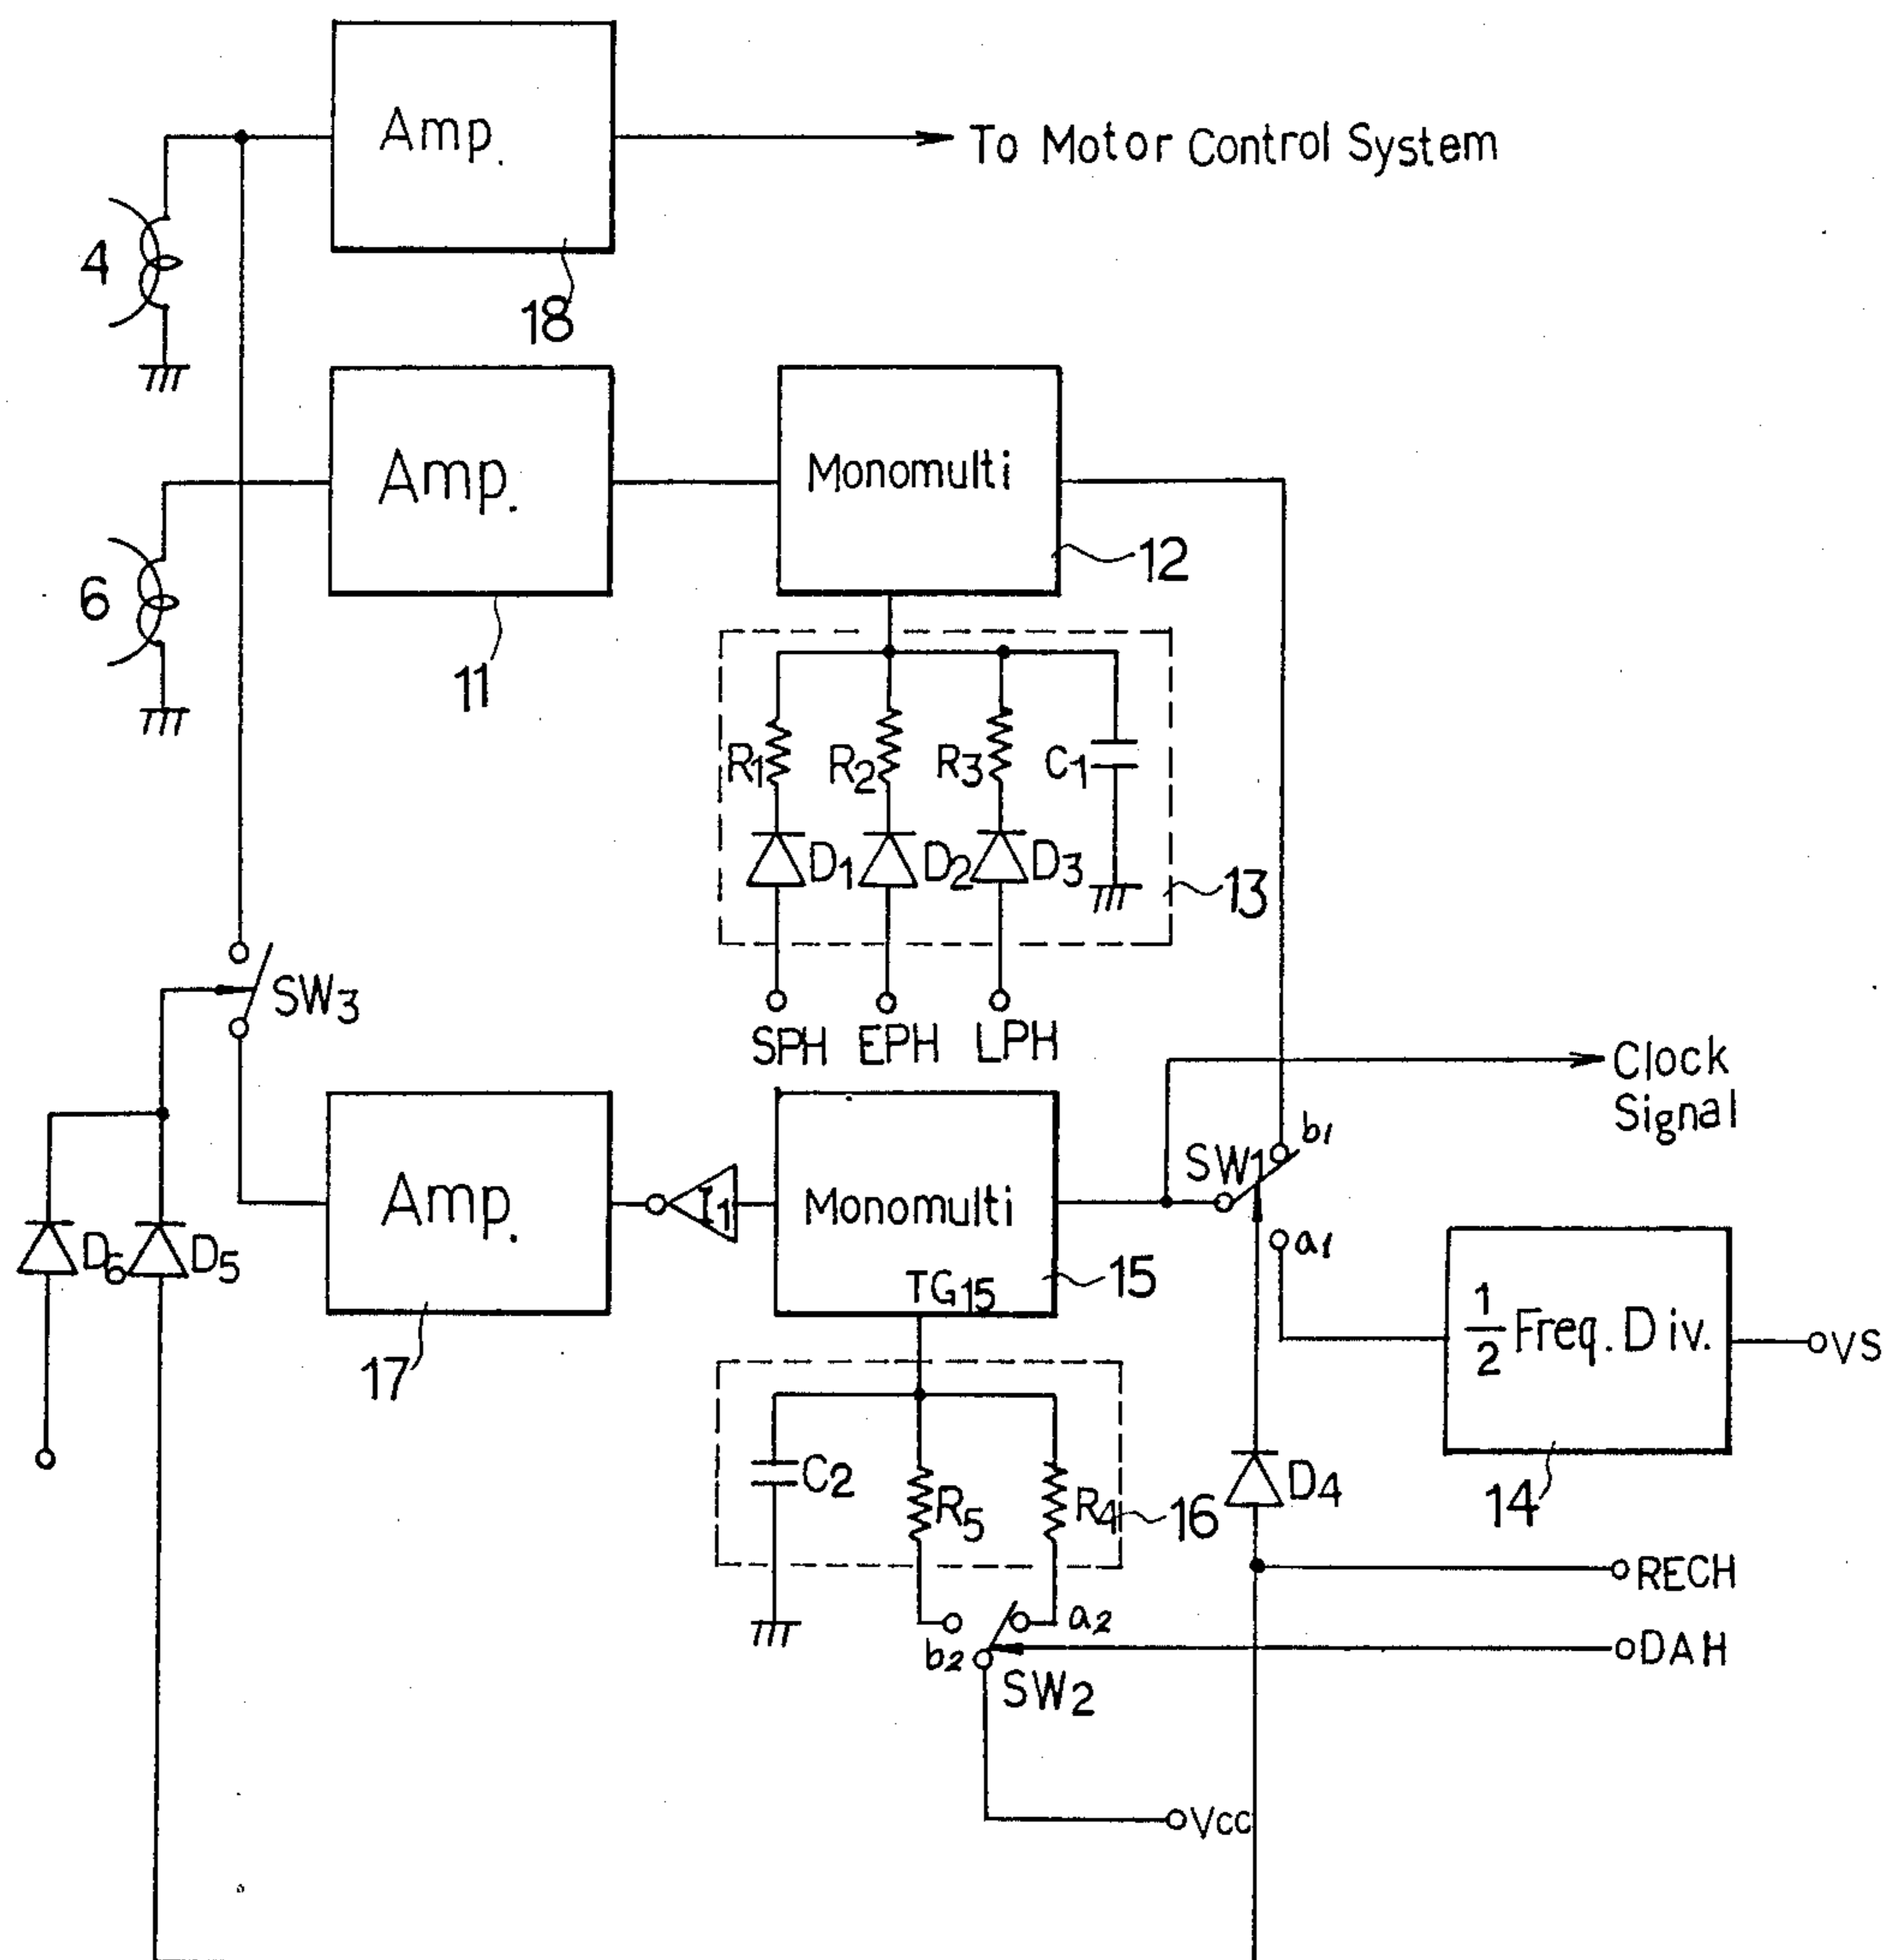 Amp.
To Motor Control System
4
18
Amp.
Monomulti
12
6
11
R1
R2
R3
C1
D1
D2
D3
13
SW3
SPH
EPH
LPH
Clock
Signal
b1
SW1
Amp.
I1
Monomulti
a1
D6
D5
TG15
15
1/2 Freq. Div.
VS
17
C2
R5
R4
16
D4
14
RECH
a2
b2
DAH
SW2
Vcc